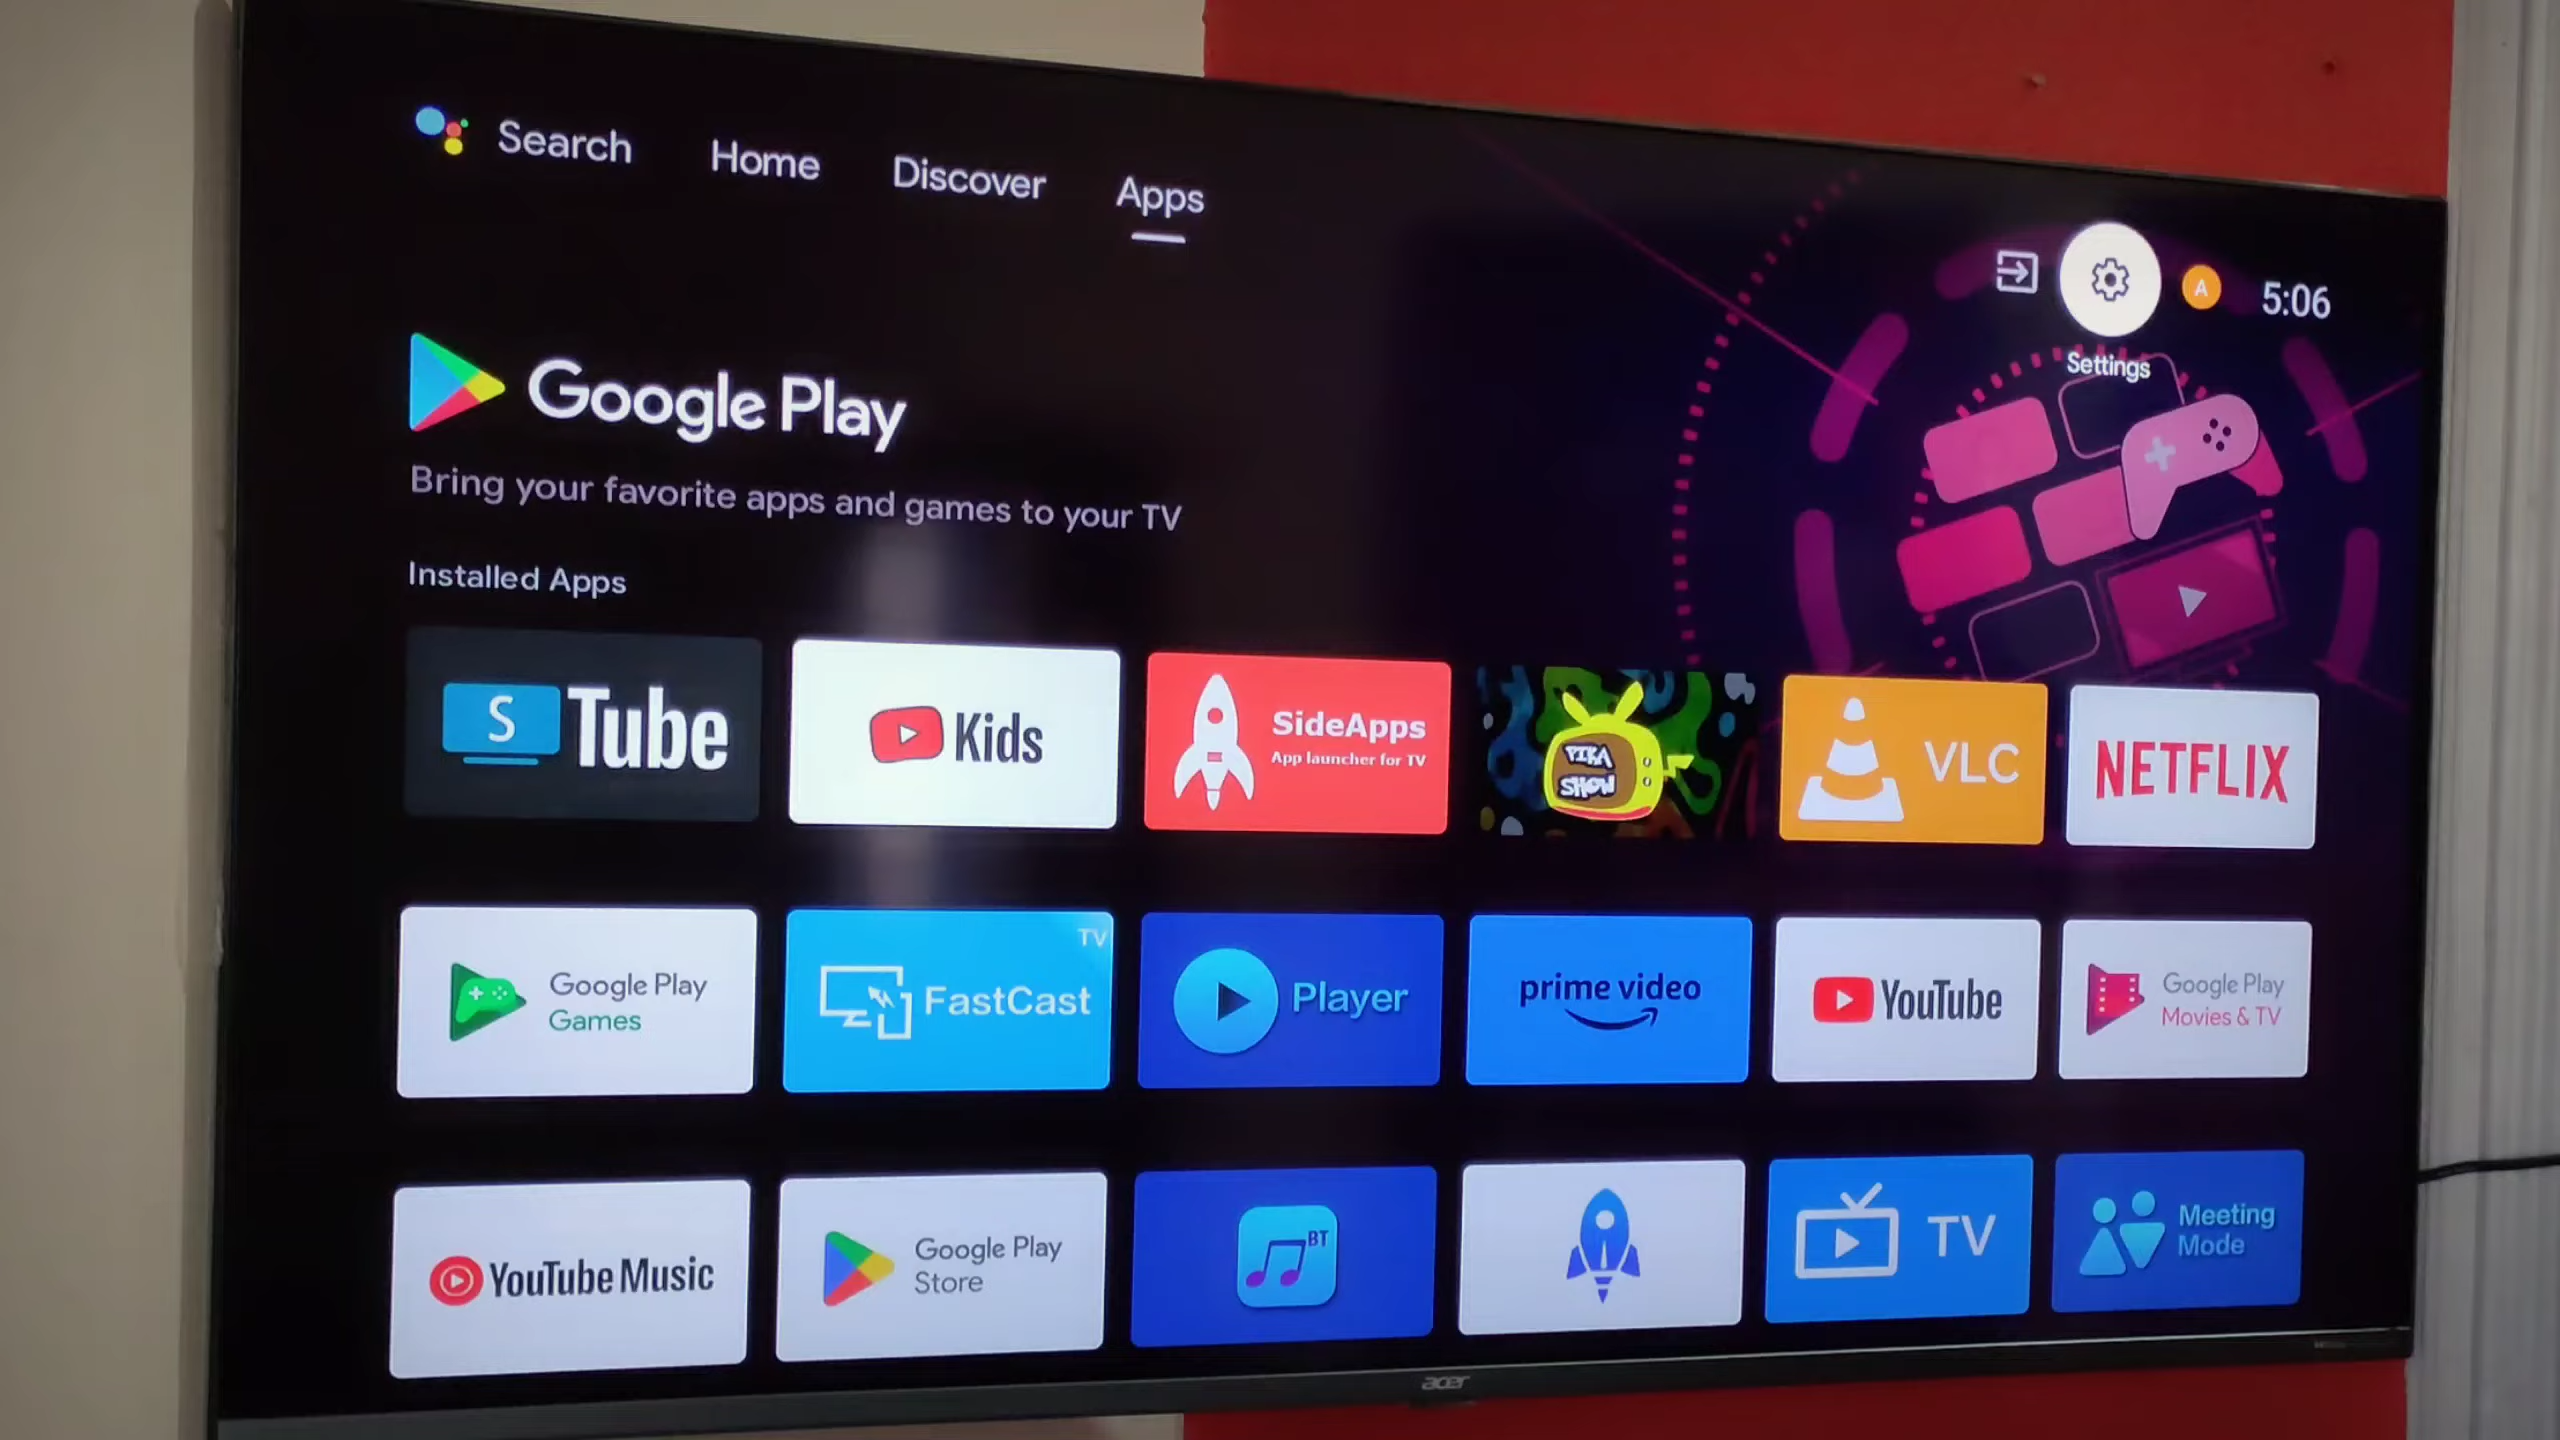 Search
Home
Discover
Apps
5:06
Settings
Google Play
Bring your favorite apps and games to your TV
Installed Apps
S Tube
Kids
SideApps
App launcher for TV
PIKA
SHOW
VLC
NETFLIX
Google Play
Games
TV
FastCast
Player
prime video
YouTube
Google Play
Movies & TV
YouTube Music
Google Play
Store
BT
TV
Meeting
Mode
A
acer